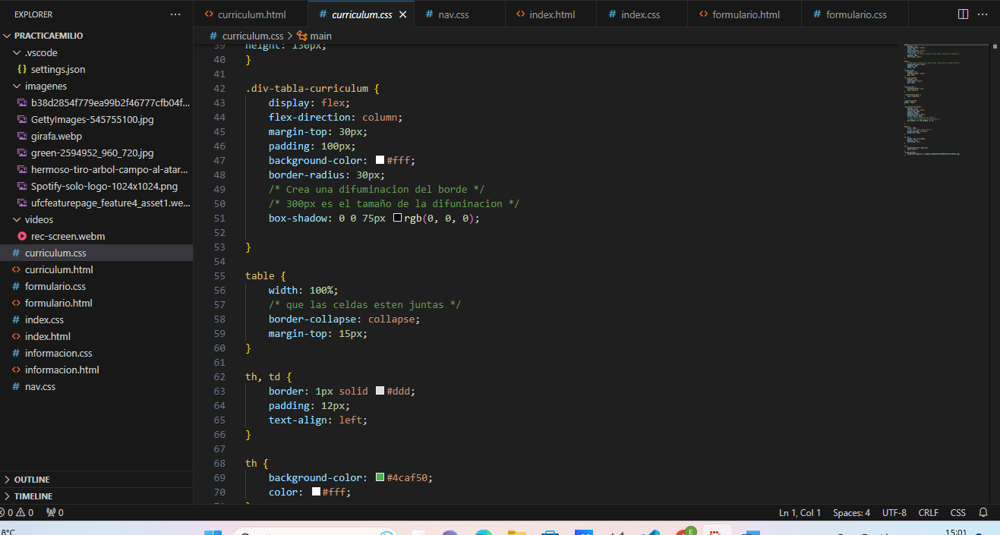 EXPLORER
PRACTICAEMILIO
.vscode
{} settings.json
imagenes
b38d2854f779ea99b2f46777cfb04f...
GettyImages-545755100.jpg
girafa.webp
green-2594952_960_720.jpg
hermoso-tiro-arbol-campo-al-atar...
Spotify-solo-logo-1024x1024.png
ufcfeaturepage_feature4_asset1.we...
videos
rec-screen.webm
# curriculum.css
<> curriculum.html
# formulario.css
<> formulario.html
# index.css
<> index.html
# informacion.css
<> informacion.html
# nav.css
OUTLINE
TIMELINE
<> curriculum.html # curriculum.css # nav.css <> index.html # index.css <> formulario.html # formulario.css
# curriculum.css > main
39 height: 130px;
40 }
41
42 .div-tabla-curriculum {
43 display: flex;
44 flex-direction: column;
45 margin-top: 30px;
46 padding: 100px;
47 background-color: #fff;
48 border-radius: 30px;
49 /* Crea una difuminacion del borde */
50 /* 300px es el tamaño de la difuninacion */
51 box-shadow: 0 0 75px rgb(0, 0, 0);
52
53 }
54
55 table {
56 width: 100%;
57 /* que las celdas esten juntas */
58 border-collapse: collapse;
59 margin-top: 15px;
60 }
61
62 th, td {
63 border: 1px solid #ddd;
64 padding: 12px;
65 text-align: left;
66 }
67
68 th {
69 background-color: #4caf50;
70 color: #fff;
0 0 0 Ln 1, Col 1 Spaces: 4 UTF-8 CRLF CSS
8°C E 15:01